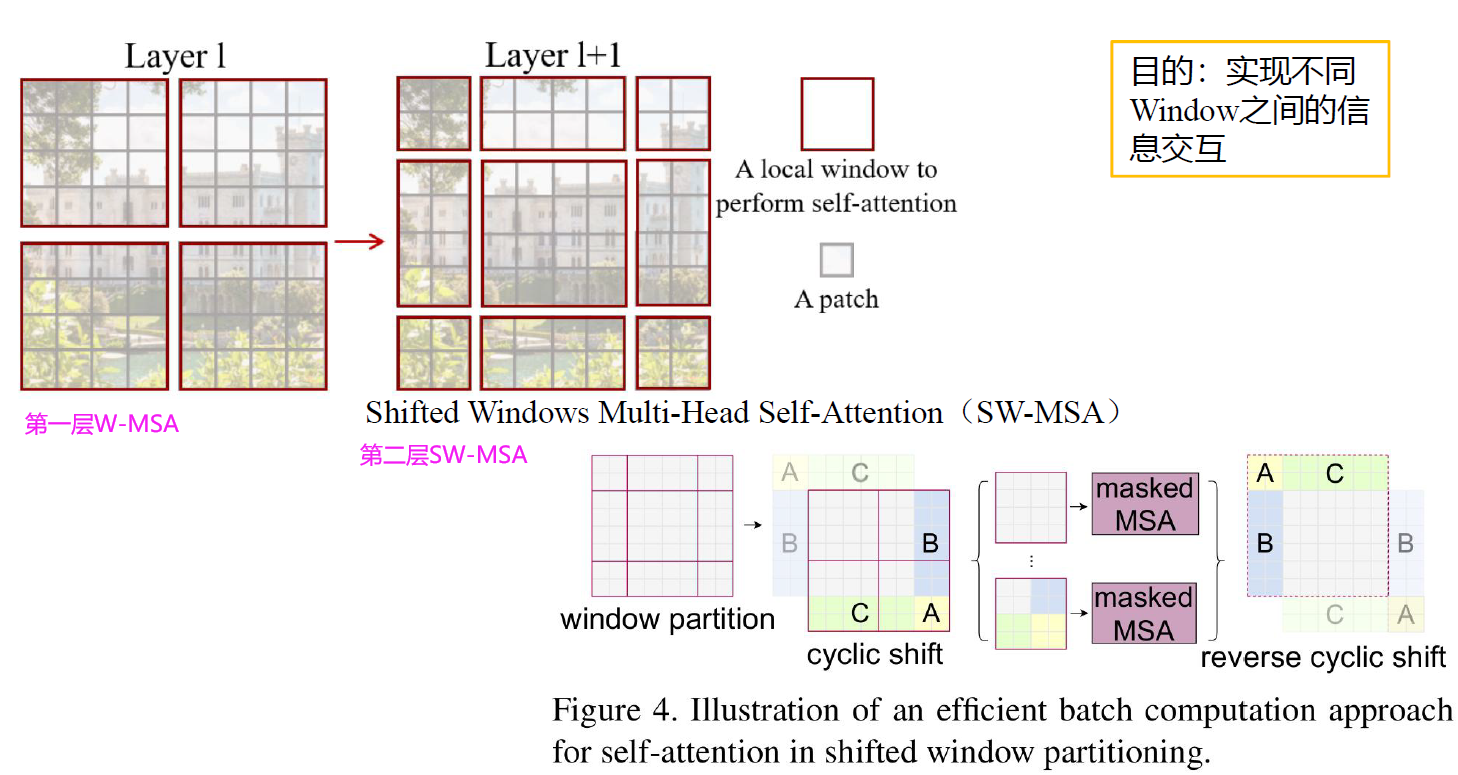 Layer l
Layer l+1
目的：实现不同
Window之间的信
息交互
A local window to
perform self-attention
A patch
第一层W-MSA
Shifted Windows Multi-Head Self-Attention（SW-MSA）
第二层SW-MSA
A
C
B
B
C
A
window partition
cyclic shift
masked
MSA
⋮
masked
MSA
A
C
B
B
C
A
reverse cyclic shift
Figure 4. Illustration of an efficient batch computation approach
for self-attention in shifted window partitioning.